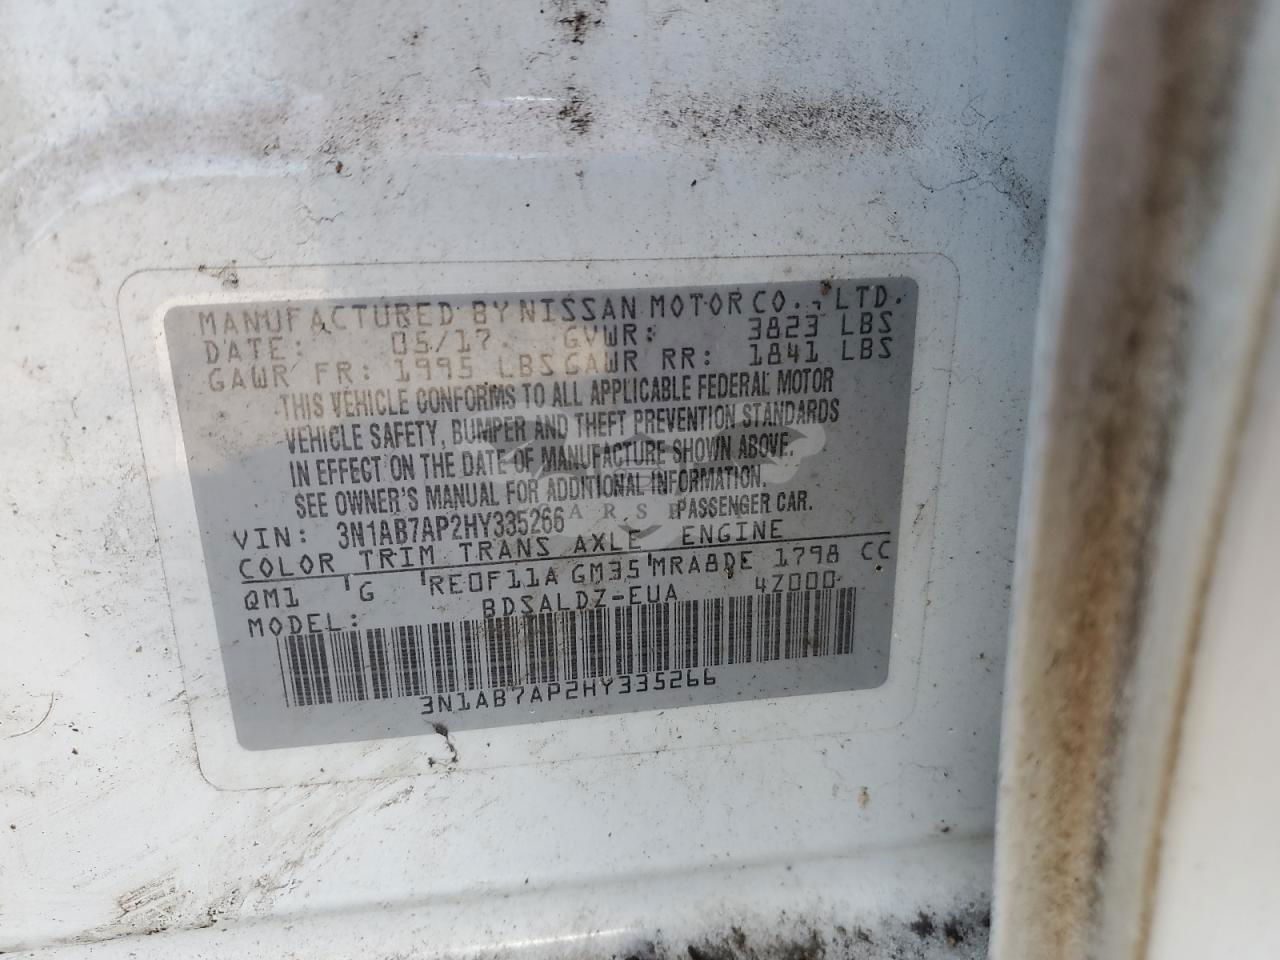 MANUFACTURED BY NISSAN MOTOR CO., LTD.
DATE: 05/17 GVWR: 3823 LBS
GAWR FR: 1995 LBS GAWR RR: 1841 LBS
THIS VEHICLE CONFORMS TO ALL APPLICABLE FEDERAL MOTOR
VEHICLE SAFETY, BUMPER AND THEFT PREVENTION STANDARDS
IN EFFECT ON THE DATE OF MANUFACTURE SHOWN ABOVE.
SEE OWNER'S MANUAL FOR ADDITIONAL INFORMATION.
VIN: 3N1AB7AP2HY335266 PASSENGER CAR.
COLOR TRIM TRANS AXLE ENGINE
QM1 G RE0F11A GM35 MRA8DE 1798 CC
MODEL: BDSALDZ-EUA 4Z000
3N1AB7AP2HY335266